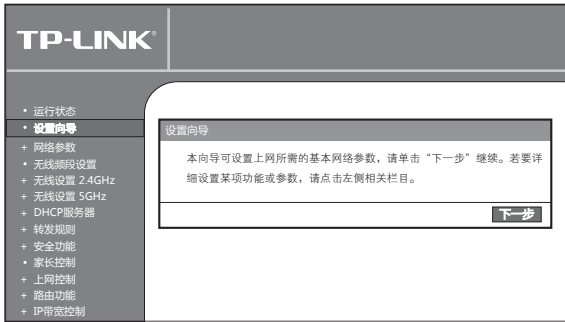 TP-LINK®
• 运行状态
• 设置向导
+ 网络参数
• 无线频段设置
+ 无线设置 2.4GHz
+ 无线设置 5GHz
+ DHCP服务器
+ 转发规则
+ 安全功能
• 家长控制
+ 上网控制
+ 路由功能
+ IP带宽控制
设置向导
本向导可设置上网所需的基本网络参数，请单击“下一步”继续。若要详
细设置某项功能或参数，请点击左侧相关栏目。
下一步